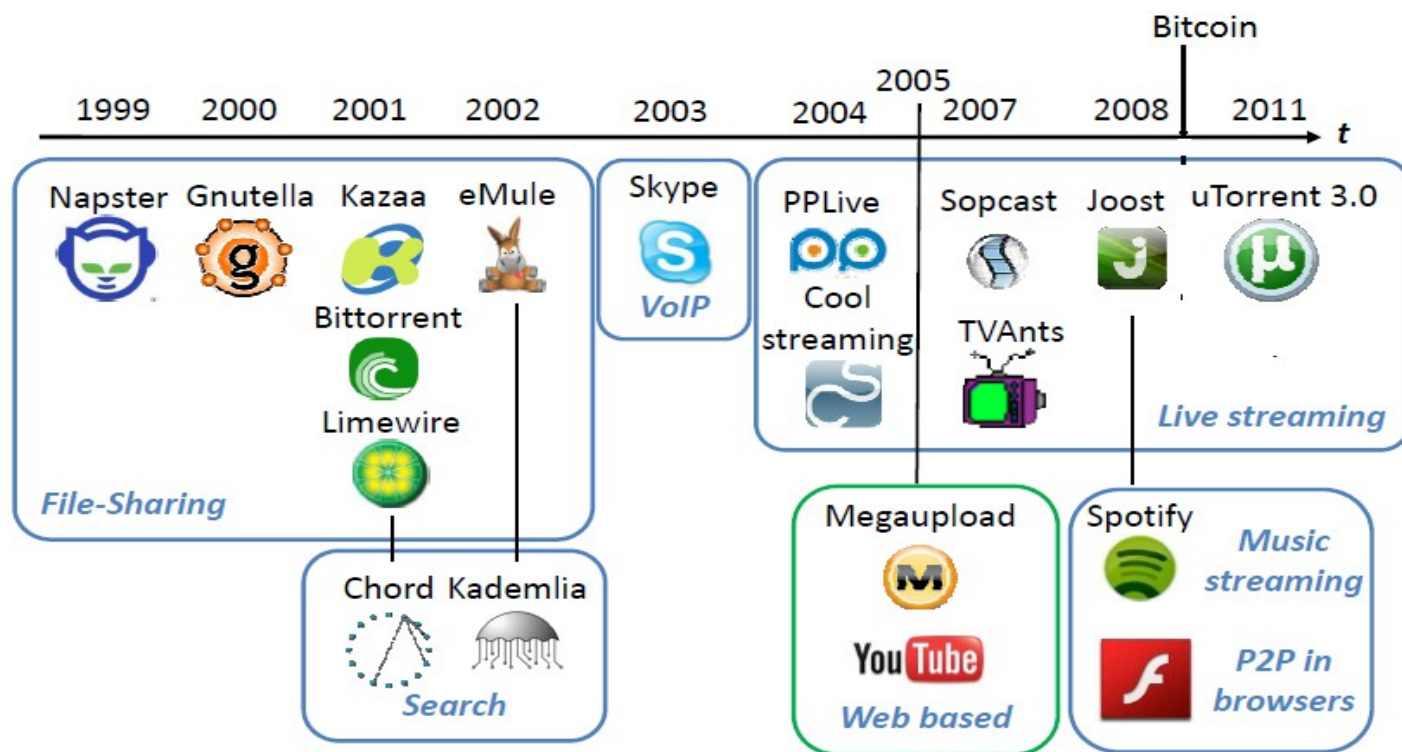 Bitcoin
2005
1999 2000 2001 2002 2003 2004 2007 2008 2011
t
Napster Gnutella Kazaa eMule
g
Bittorrent
Limewire
File-Sharing
Skype
S
VoIP
PPLive Sopcast Joost uTorrent 3.0
pp
J
µ
Cool
streaming
TVAnts
CS
Live streaming
Chord Kademlia
Search
Megaupload
M
YouTube
Web based
Spotify
Music
streaming
f
P2P in
browsers